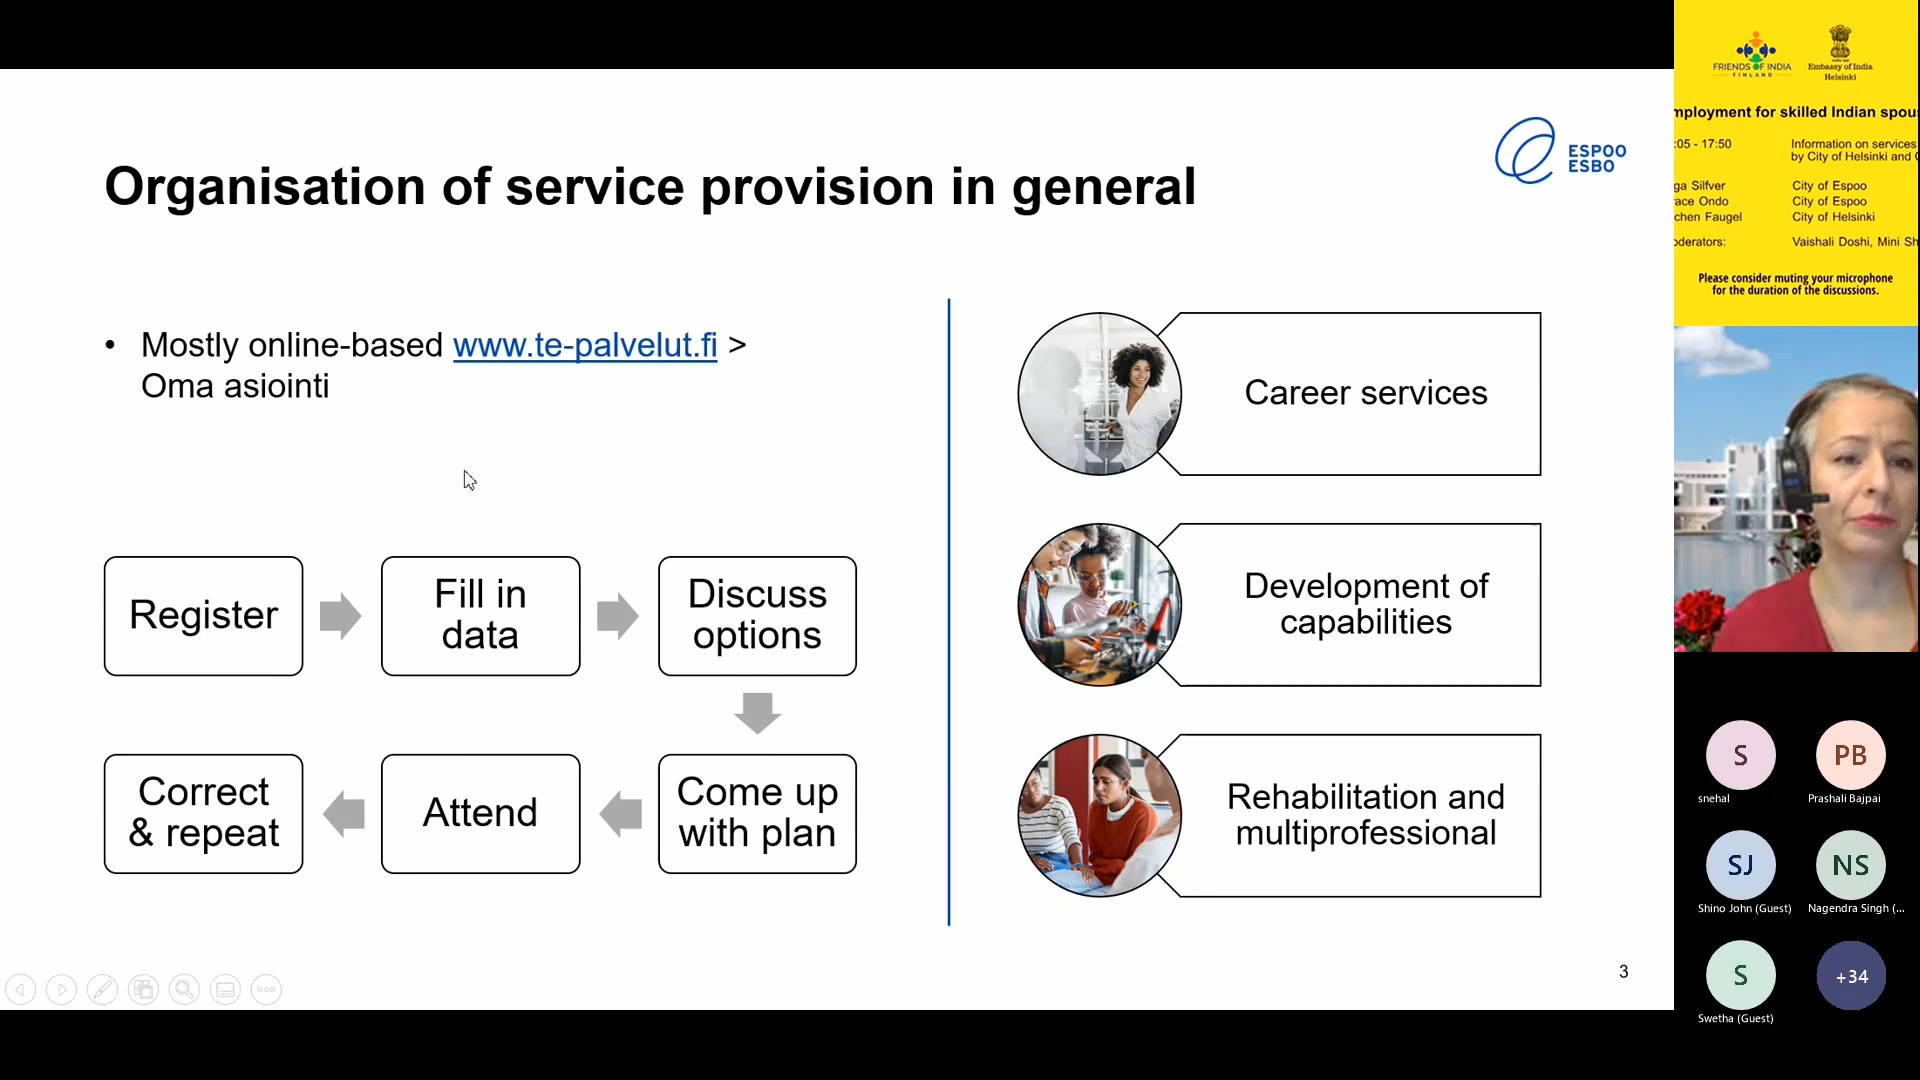 Organisation of service provision in general
ESPOO
ESBO
• Mostly online-based www.te-palvelut.fi >
Oma asiointi
Register
Fill in
data
Discuss
options
Come up
with plan
Attend
Correct
& repeat
Career services
Development of
capabilities
Rehabilitation and
multiprofessional
3
FRIENDS OF INDIA
FINLAND
Embassy of India
Helsinki
mployment for skilled Indian spou
:05 - 17:50 Information on services
by City of Helsinki and
ga Silfver City of Espoo
ace Ondo City of Espoo
chen Faugel City of Helsinki
oderators: Vaishali Doshi, Mini Sh
Please consider muting your microphone
for the duration of the discussions.
S
snehal
PB
Prashali Bajpai
SJ
Shino John (Guest)
NS
Nagendra Singh (...
S
Swetha (Guest)
+34